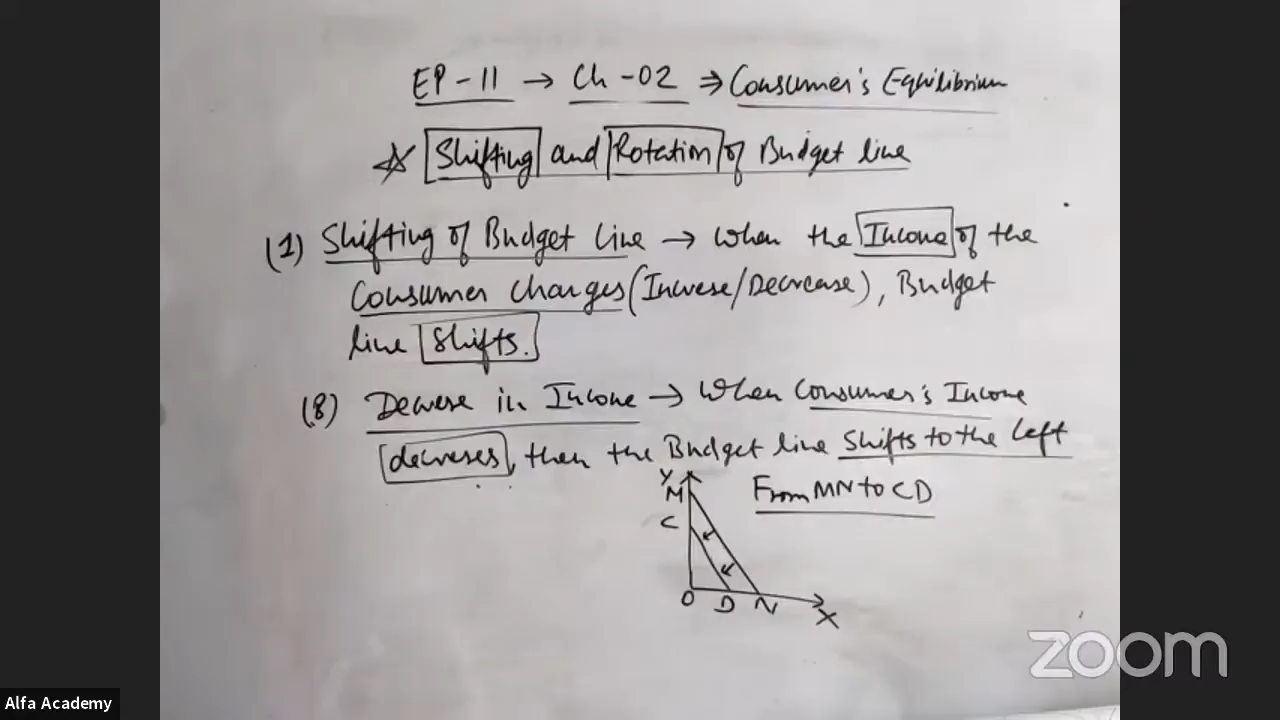 EP-11 → Ch-02 ⇒ Consumer's Equilibrium
☆ Shifting and Rotation of Budget line
(1) Shifting of Budget Line → When the Income of the
Consumer changes (Increse/Decrease), Budget
line Shifts.
(8) Decrese in Income → When Consumer's Income
decreses, then the Budget line Shifts to the left
From MN to CD
Y
M
C
O D N
X
zoom
Alfa Academy